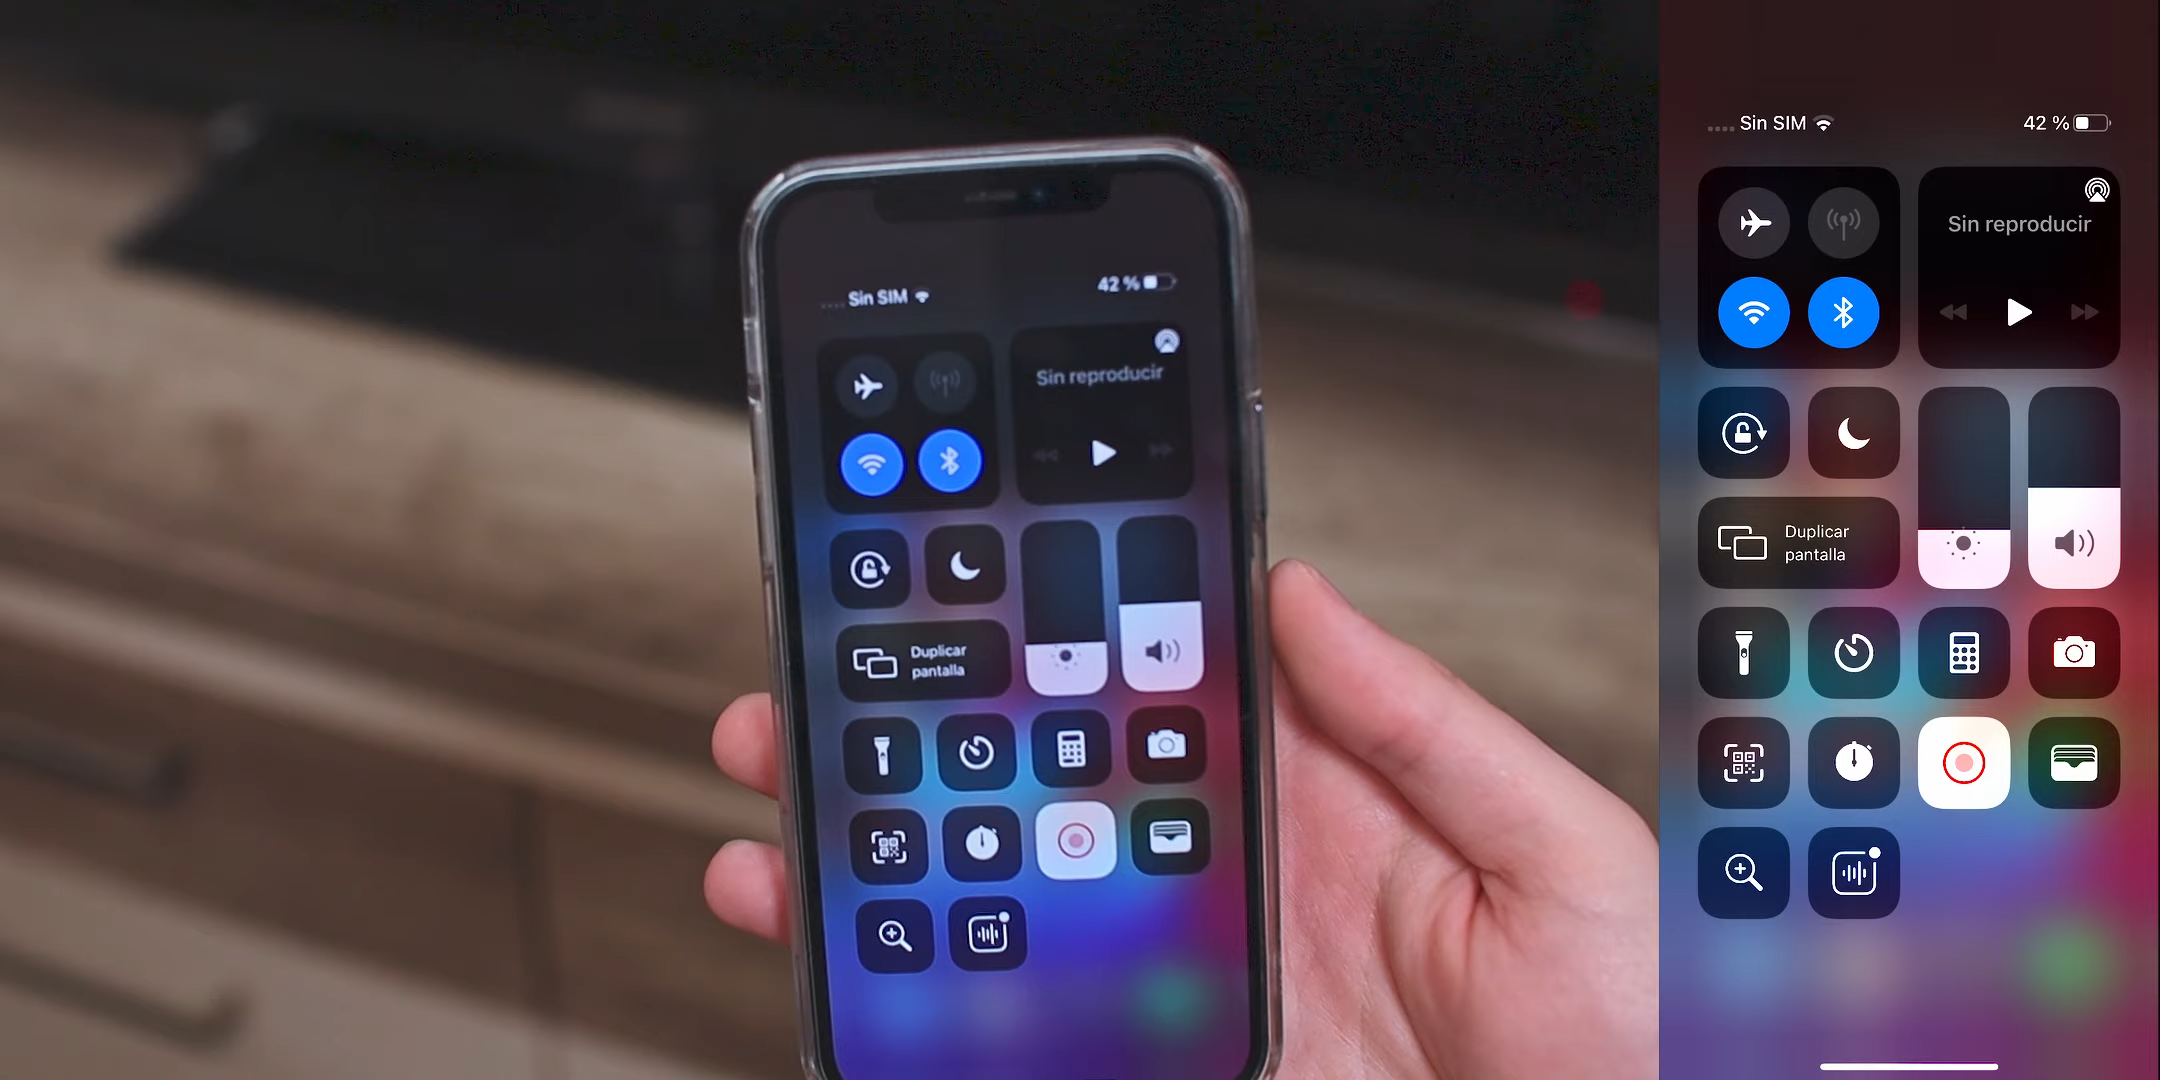 Sin SIM
42 %
Sin reproducir
Duplicar
pantalla
Sin SIM
42 %
Sin reproducir
Duplicar
pantalla